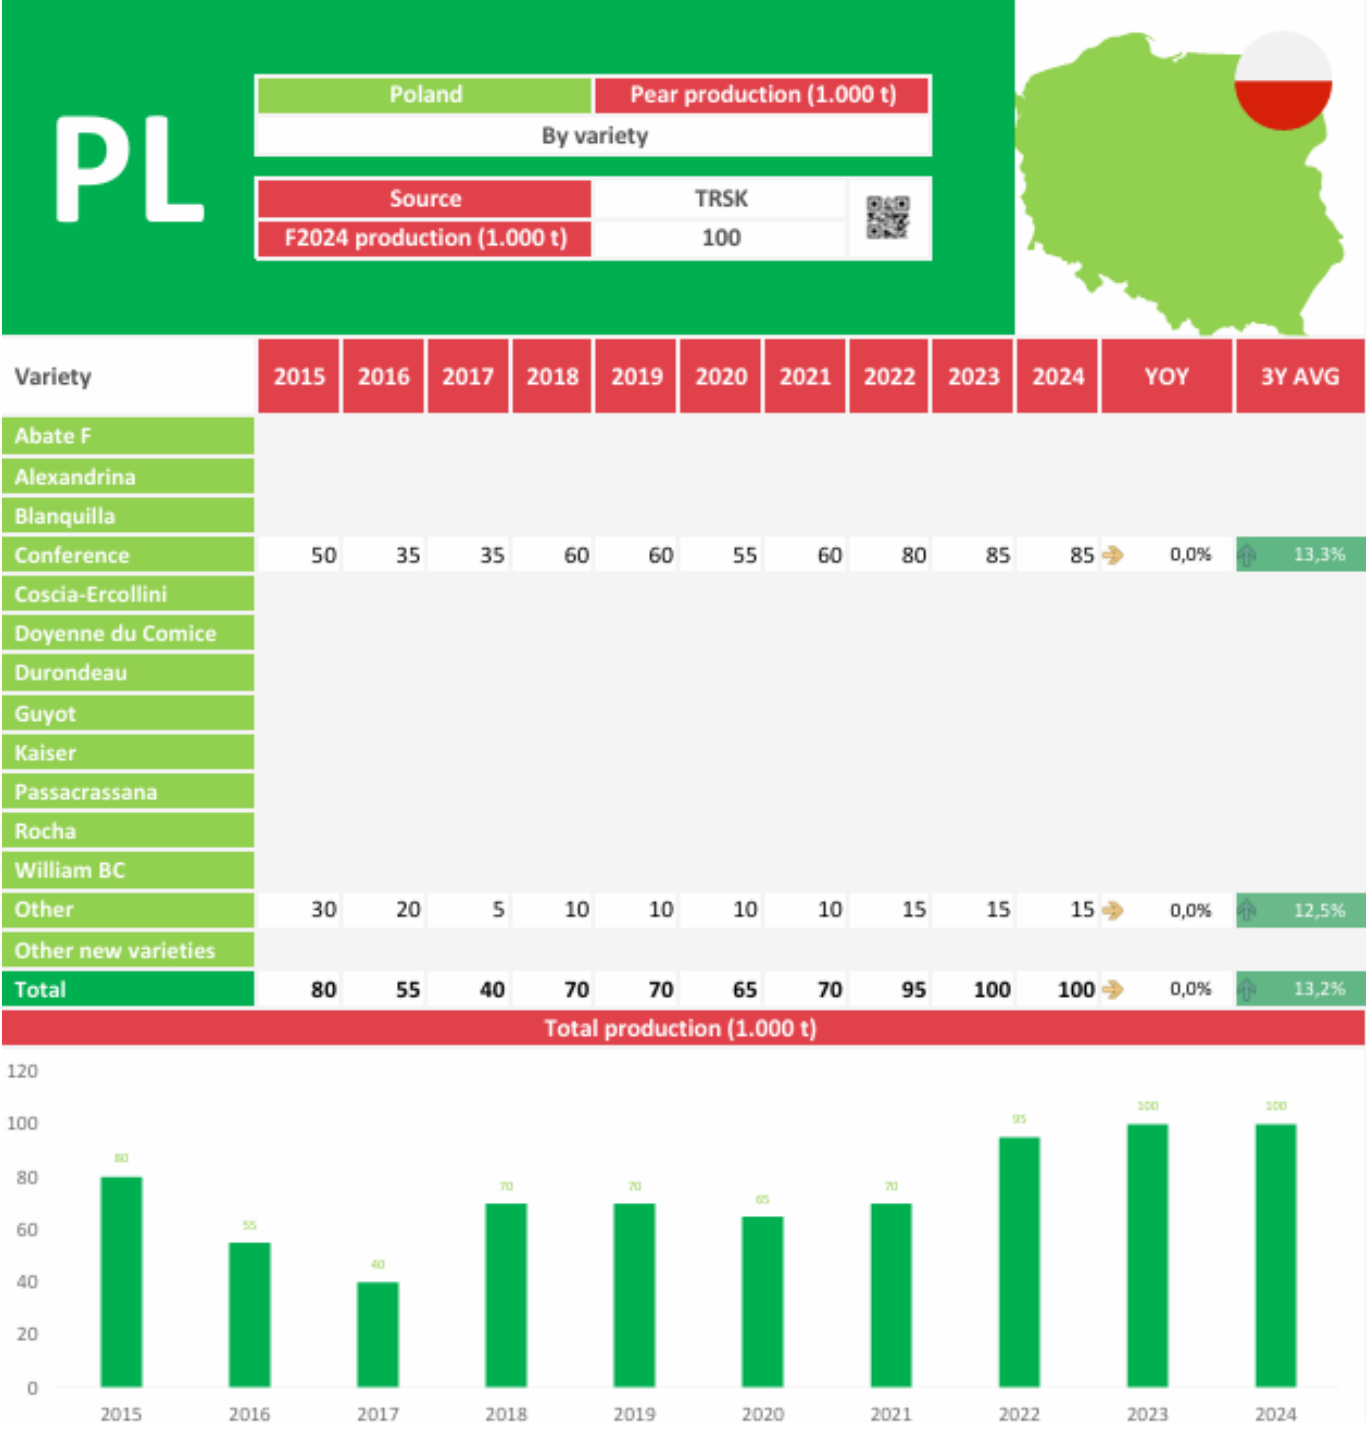 PL
Poland Pear production (1.000 t)
By variety
Source TRSK
F2024 production (1.000 t) 100
Variety 2015 2016 2017 2018 2019 2020 2021 2022 2023 2024 YOY 3Y AVG
Abate F
Alexandrina
Blanquilla
Conference 50 35 35 60 60 55 60 80 85 85 0,0% 13,3%
Coscia-Ercollini
Doyenne du Comice
Durondeau
Guyot
Kaiser
Passacrassana
Rocha
William BC
Other 30 20 5 10 10 10 10 15 15 15 0,0% 12,5%
Other new varieties
Total 80 55 40 70 70 65 70 95 100 100 0,0% 13,2%
Total production (1.000 t)
120
100
80
60
40
20
0
80 55 40 70 70 65 70 95 100 100
2015 2016 2017 2018 2019 2020 2021 2022 2023 2024